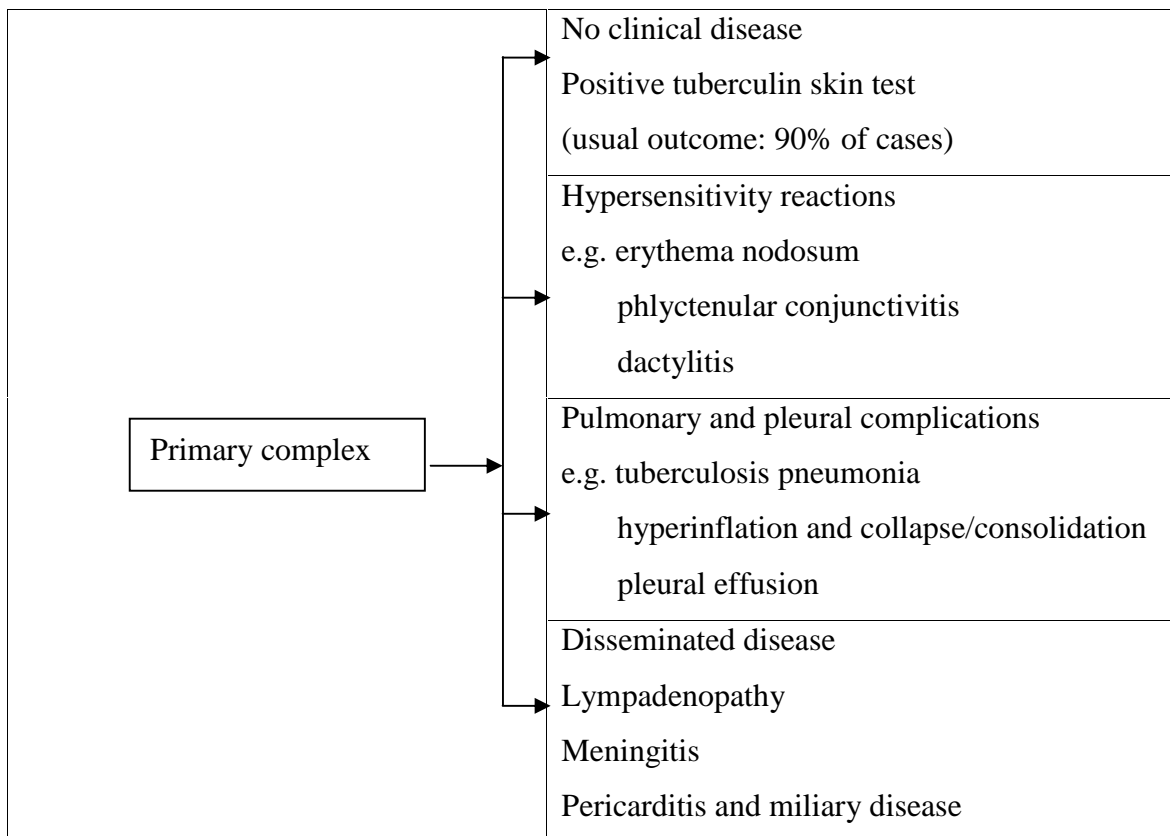 No clinical disease
Positive tuberculin skin test
(usual outcome: 90% of cases)
Hypersensitivity reactions
e.g. erythema nodosum
phlyctenular conjunctivitis
dactylitis
Primary complex
Pulmonary and pleural complications
e.g. tuberculosis pneumonia
hyperinflation and collapse/consolidation
pleural effusion
Disseminated disease
Lympadenopathy
Meningitis
Pericarditis and miliary disease